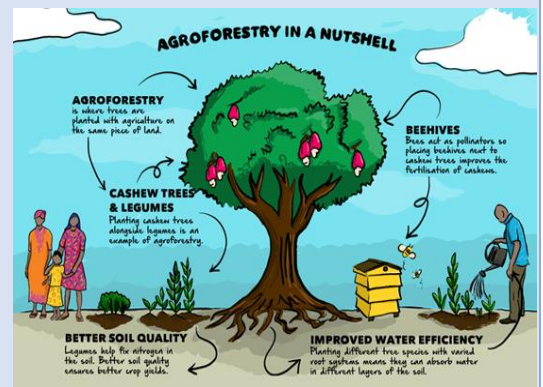 AGROFORESTRY IN A NUTSHELL
AGROFORESTRY
is where trees are
planted with agriculture on
the same piece of land.
CASHEW TREES
& LEGUMES
Planting cashew trees
alongside legumes is an
example of agroforestry.
BEEHIVES
Bees act as pollinators so
placing beehives next to
cashew trees improves the
fertilisation of cashews.
BETTER SOIL QUALITY
Legumes help fix nitrogen in
the soil. Better soil quality
ensures better crop yields.
IMPROVED WATER EFFICIENCY
Planting different tree species with varied
root systems means they can absorb water
in different layers of the soil.